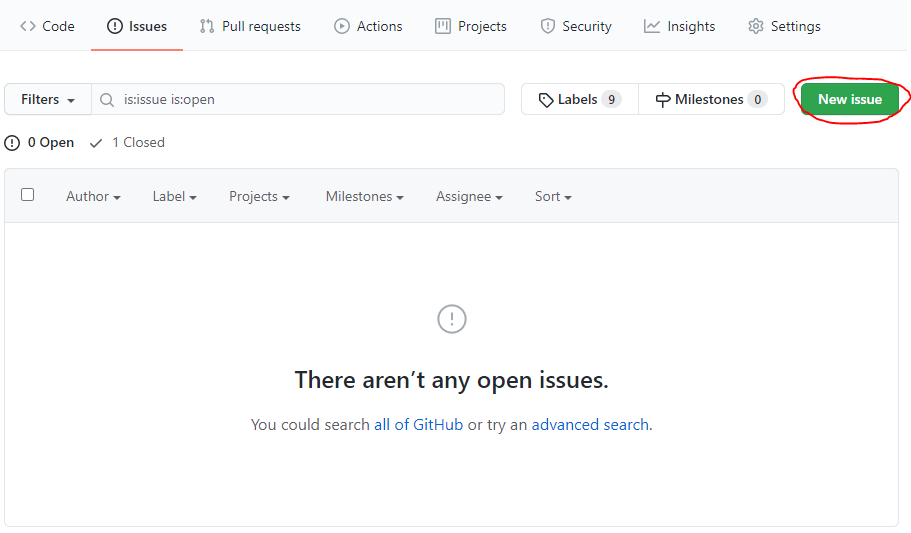 Code Issues Pull requests Actions Projects Security Insights Settings
Filters is:issue is:open Labels 9 Milestones 0 New issue
0 Open 1 Closed
Author Label Projects Milestones Assignee Sort
There aren’t any open issues.
You could search all of GitHub or try an advanced search.